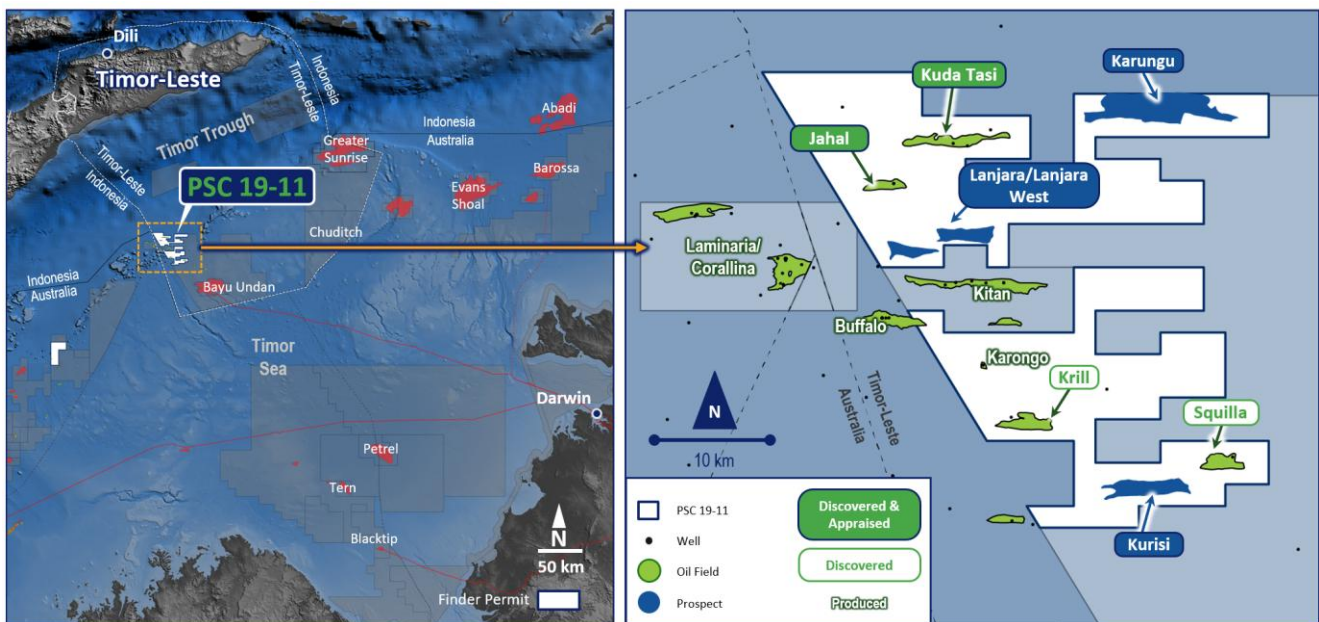 Dili
Timor-Leste
Indonesia
Timor-Leste
Timor Trough
Abadi
Indonesia
Australia
Greater
Sunrise
Barossa
Evans
Shoal
Timor-Leste
Indonesia
PSC 19-11
Chuditch
Indonesia
Australia
Bayu Undan
Timor
Sea
Darwin
Petrel
Tern
Blacktip
N
50 km
Finder Permit
Karungu
Kuda Tasi
Jahal
Lanjara/Lanjara
West
Laminaria/
Corallina
Kitan
Buffalo
Karongo
Krill
Timor-Leste
Australia
Squilla
N
10 km
Kurisi
PSC 19-11
Well
Oil Field
Prospect
Discovered &
Appraised
Discovered
Produced